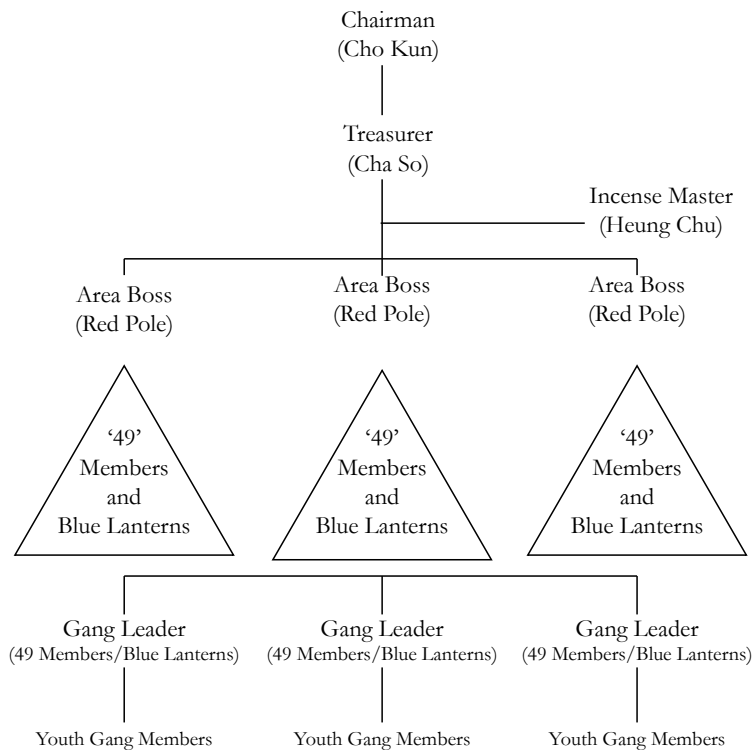 Chairman
(Cho Kun)
Treasurer
(Cha So)
Incense Master
(Heung Chu)
Area Boss
(Red Pole)
Area Boss
(Red Pole)
Area Boss
(Red Pole)
‘49’
Members
and
Blue Lanterns
‘49’
Members
and
Blue Lanterns
‘49’
Members
and
Blue Lanterns
Gang Leader
(49 Members/Blue Lanterns)
Gang Leader
(49 Members/Blue Lanterns)
Gang Leader
(49 Members/Blue Lanterns)
Youth Gang Members
Youth Gang Members
Youth Gang Members